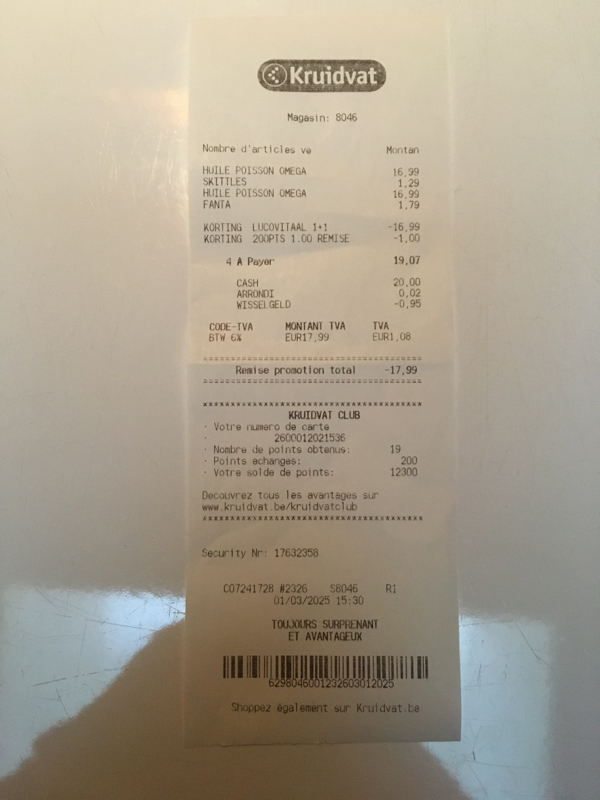 Kruidvat
Magasin: 8046
Nombre d'articles ve Montan
HUILE POISSON OMEGA 16,99
SKITTLES 1,29
HUILE POISSON OMEGA 16,99
FANTA 1,79
KORTING LUCOVITAAL 1+1 -16,99
KORTING 200PTS 1.00 REMISE -1,00
4 A Payer 19,07
CASH 20,00
ARRONDI 0,02
WISSELGELD -0,95
CODE-TVA MONTANT TVA TVA
BTW 6% EUR17,99 EUR1,08
================================
Remise promotion total -17,99
================================
********************************
KRUIDVAT CLUB
· Votre numero de carte
· 2600012021536
· Nombre de points obtenus: 19
· Points echanges: 200
· Votre solde de points: 12300
Decouvrez tous les avantages sur
www.kruidvat.be/kruidvatclub
********************************
Security Nr: 17632358
C0724172B #2326 S8046 R1
01/03/2025 15:30
TOUJOURS SURPRENANT
ET AVANTAGEUX
6298046001232603012025
Shoppez également sur Kruidvat.be